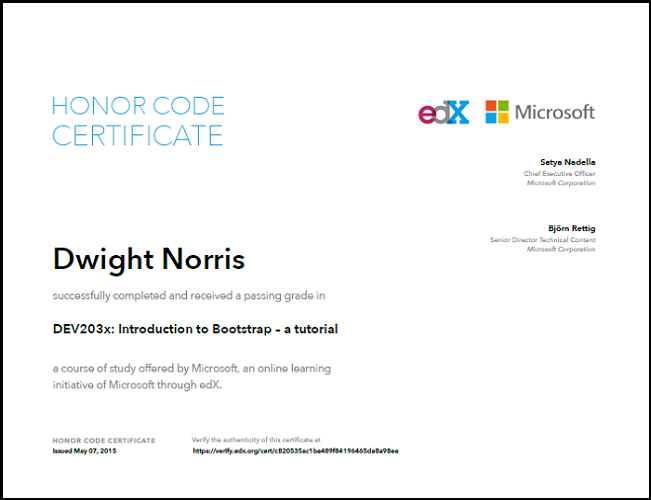 HONOR CODE
CERTIFICATE
edX Microsoft
Satya Nadella
Chief Executive Officer
Microsoft Corporation
Björn Rettig
Senior Director Technical Content
Microsoft Corporation
Dwight Norris
successfully completed and received a passing grade in
DEV203x: Introduction to Bootstrap – a tutorial
a course of study offered by Microsoft, an online learning
initiative of Microsoft through edX.
HONOR CODE CERTIFICATE
Issued May 07, 2015
Verify the authenticity of this certificate at
https://verify.edx.org/cert/c820535ac1ba489f84196465de8a98ee